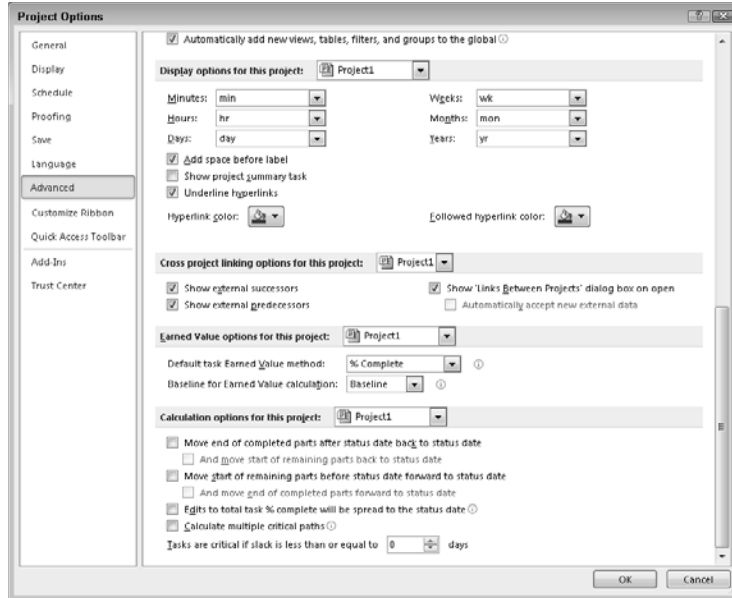 Project Options
General
Display
Schedule
Proofing
Save
Language
Advanced
Customize Ribbon
Quick Access Toolbar
Add-Ins
Trust Center
Automatically add new views, tables, filters, and groups to the global
Display options for this project: Project1
Minutes: min Weeks: wk
Hours: hr Months: mon
Days: day Years: yr
Add space before label
Show project summary task
Underline hyperlinks
Hyperlink color: Followed hyperlink color:
Cross project linking options for this project: Project1
Show external successors Show 'Links Between Projects' dialog box on open
Show external predecessors Automatically accept new external data
Earned Value options for this project: Project1
Default task Earned Value method: % Complete
Baseline for Earned Value calculation: Baseline
Calculation options for this project: Project1
Move end of completed parts after status date back to status date
And move start of remaining parts back to status date
Move start of remaining parts before status date forward to status date
And move end of completed parts forward to status date
Edits to total task % complete will be spread to the status date
Calculate multiple critical paths
Tasks are critical if slack is less than or equal to 0 days
OK Cancel